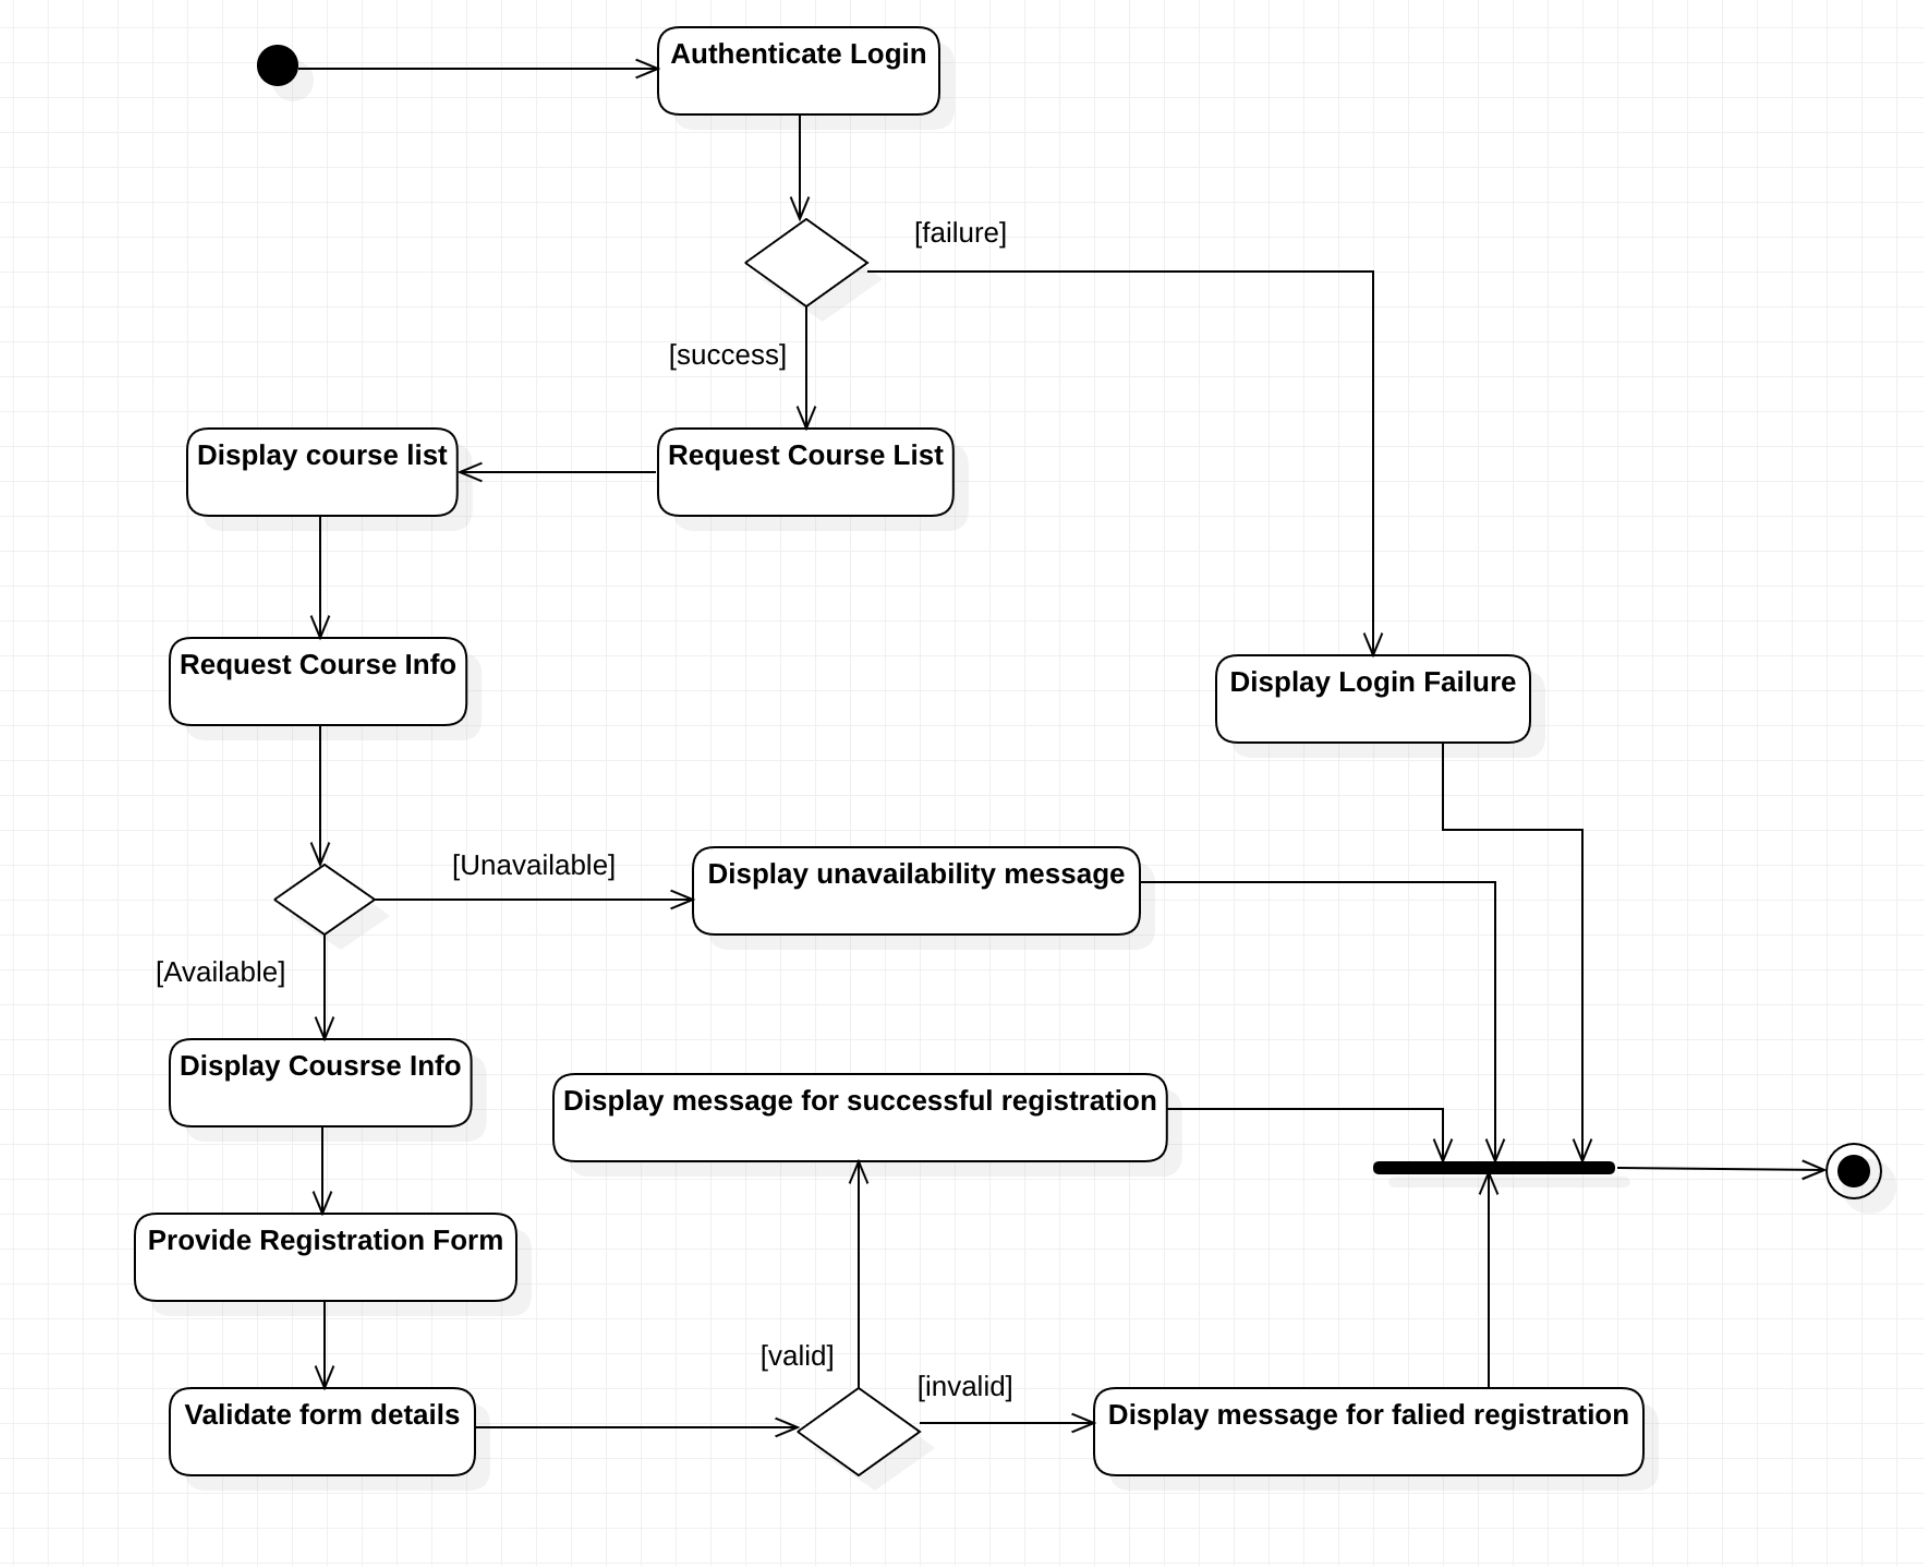 Authenticate Login
[failure]
[success]
Display course list
Request Course List
Request Course Info
Display Login Failure
[Unavailable]
Display unavailability message
[Available]
Display Cousrse Info
Display message for successful registration
Provide Registration Form
[valid]
[invalid]
Validate form details
Display message for falied registration